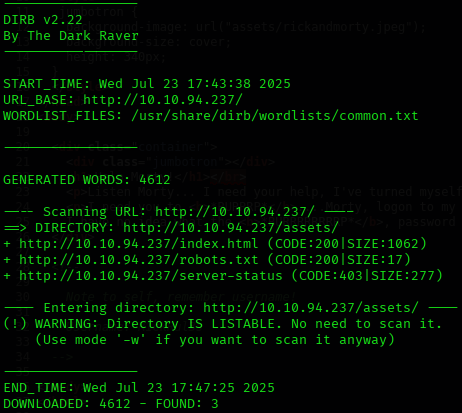 -----------------
DIRB v2.22
By The Dark Raver
-----------------
START_TIME: Wed Jul 23 17:43:38 2025
URL_BASE: http://10.10.94.237/
WORDLIST_FILES: /usr/share/dirb/wordlists/common.txt
-----------------
GENERATED WORDS: 4612
---- Scanning URL: http://10.10.94.237/ ----
==> DIRECTORY: http://10.10.94.237/assets/
+ http://10.10.94.237/index.html (CODE:200|SIZE:1062)
+ http://10.10.94.237/robots.txt (CODE:200|SIZE:17)
+ http://10.10.94.237/server-status (CODE:403|SIZE:277)
---- Entering directory: http://10.10.94.237/assets/ ----
(!) WARNING: Directory IS LISTABLE. No need to scan it.
(Use mode '-w' if you want to scan it anyway)
-----------------
END_TIME: Wed Jul 23 17:47:25 2025
DOWNLOADED: 4612 - FOUND: 3